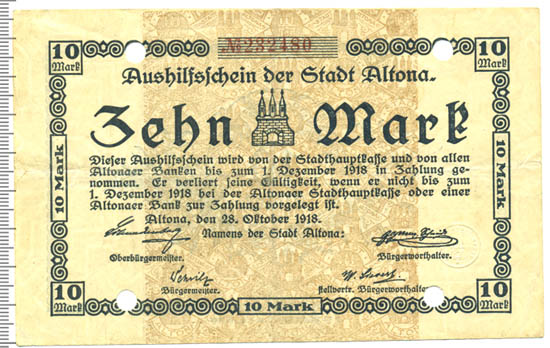 №232480
10 Mark
10 Mark
Aushilfsschein der Stadt Altona.
Zehn Mark
Dieser Aushilfsschein wird von der Stadthauptkasse und von allen
Altonaer Banken bis zum 1. Dezember 1918 in Zahlung ge-
nommen. Er verliert seine Gültigkeit, wenn er nicht bis zum
1. Dezember 1918 bei der Altonaer Stadthauptkasse oder einer
Altonaer Bank zur Zahlung vorgelegt ist.
10 Mark
10 Mark
Altona, den 28. Oktober 1918.
Namens der Stadt Altona:
Oberbürgermeister.
Bürgerworthalter.
Bürgermeister.
stellvertr. Bürgerworthalter.
10 Mark
10 Mark
10 Mark